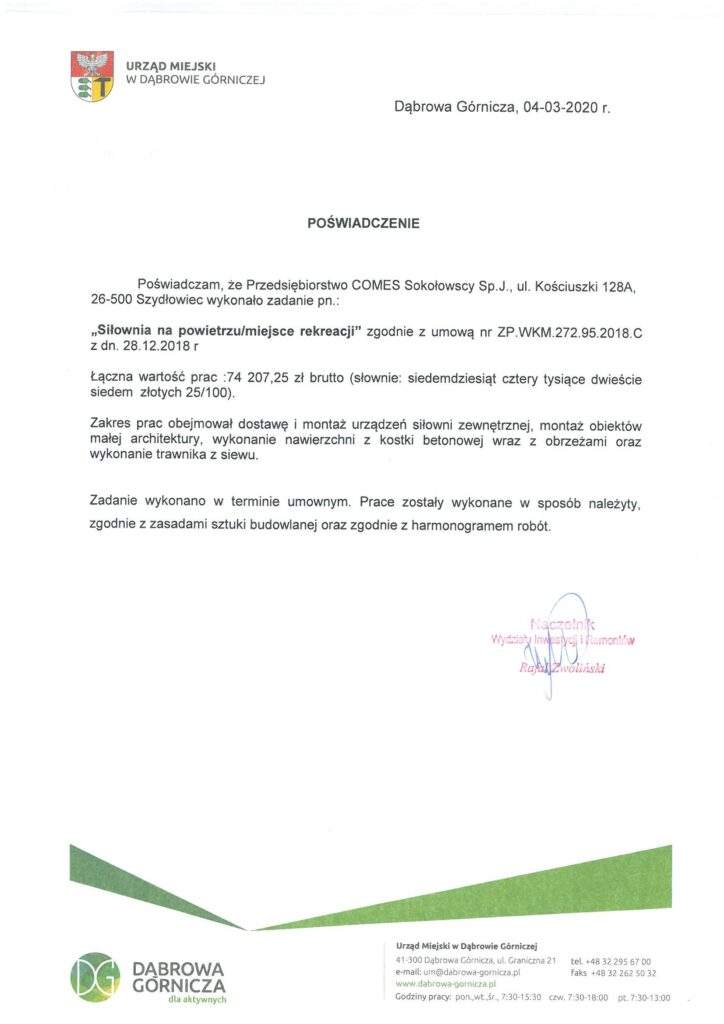 URZĄD MIEJSKI
W DĄBROWIE GÓRNICZEJ
Dąbrowa Górnicza, 04-03-2020 r.
POŚWIADCZENIE
Poświadczam, że Przedsiębiorstwo COMES Sokołowscy Sp.J., ul. Kościuszki 128A,
26-500 Szydłowiec wykonało zadanie pn.:
„Siłownia na powietrzu/miejsce rekreacji” zgodnie z umową nr ZP.WKM.272.95.2018.C
z dn. 28.12.2018 r
Łączna wartość prac :74 207,25 zł brutto (słownie: siedemdziesiąt cztery tysiące dwieście
siedem złotych 25/100).
Zakres prac obejmował dostawę i montaż urządzeń siłowni zewnętrznej, montaż obiektów
małej architektury, wykonanie nawierzchni z kostki betonowej wraz z obrzeżami oraz
wykonanie trawnika z siewu.
Zadanie wykonano w terminie umownym. Prace zostały wykonane w sposób należyty,
zgodnie z zasadami sztuki budowlanej oraz zgodnie z harmonogramem robót.
Naczelnik
Wydziału Inwestycji i Remontów
Rafał Zwoliński
DG
DĄBROWA
GÓRNICZA
dla aktywnych
Urząd Miejski w Dąbrowie Górniczej
41-300 Dąbrowa Górnicza, ul. Graniczna 21 tel. +48 32 295 67 00
e-mail: um@dabrowa-gornicza.pl faks +48 32 262 50 32
www.dabrowa-gornicza.pl
Godziny pracy: pon.,wt.,śr., 7:30-15:30 czw. 7:30-18:00 pt. 7:30-13:00